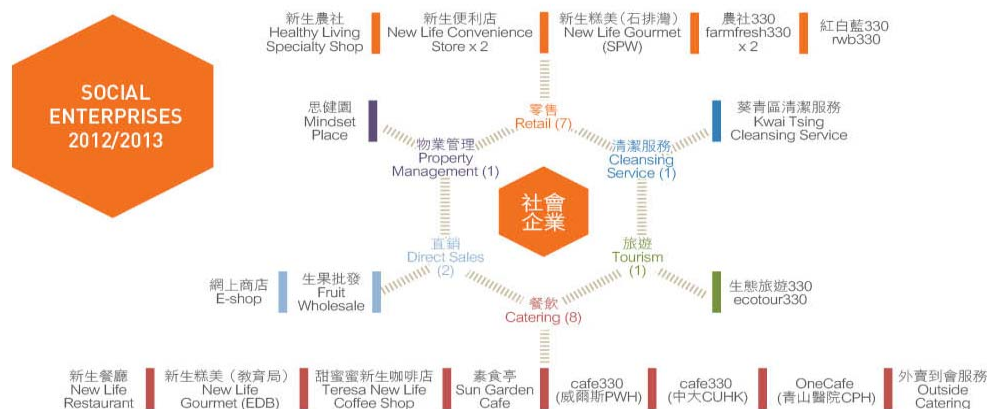 SOCIAL
ENTERPRISES
2012/2013
新生農社
Healthy Living
Specialty Shop
新生便利店
New Life Convenience
Store x 2
新生糕美(石排灣)
New Life Gourmet
(SPW)
農社330
farmfresh330
x 2
紅白藍330
rwb330
思健園
Mindset
Place
零售
Retail (7)
葵青區清潔服務
Kwai Tsing
Cleansing Service
物業管理
Property
Management (1)
清潔服務
Cleansing
Service (1)
社會
企業
直銷
Direct Sales
(2)
旅遊
Tourism
(1)
網上商店
E-shop
生果批發
Fruit
Wholesale
餐飲
Catering (8)
生態旅遊330
ecotour330
新生餐廳
New Life
Restaurant
新生糕美（教育局）
New Life
Gourmet (EDB)
甜蜜蜜新生咖啡店
Teresa New Life
Coffee Shop
素食亭
Sun Garden
Cafe
cafe330
(威爾斯PWH)
cafe330
(中大CUHK)
OneCafe
(青山醫院CPH)
外賣到會服務
Outside
Catering